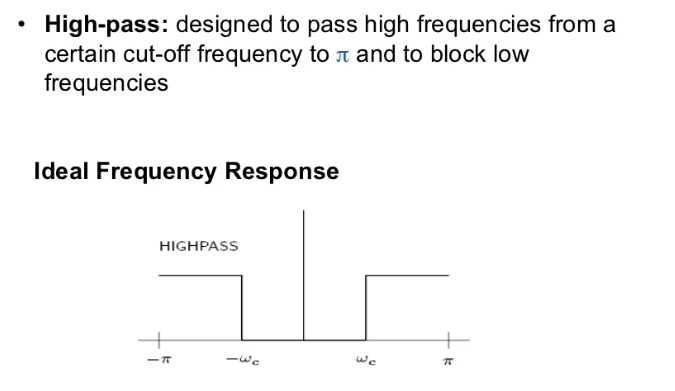 • High-pass: designed to pass high frequencies from a
certain cut-off frequency to π and to block low
frequencies
Ideal Frequency Response
HIGHPASS
−π −ωc ωc π